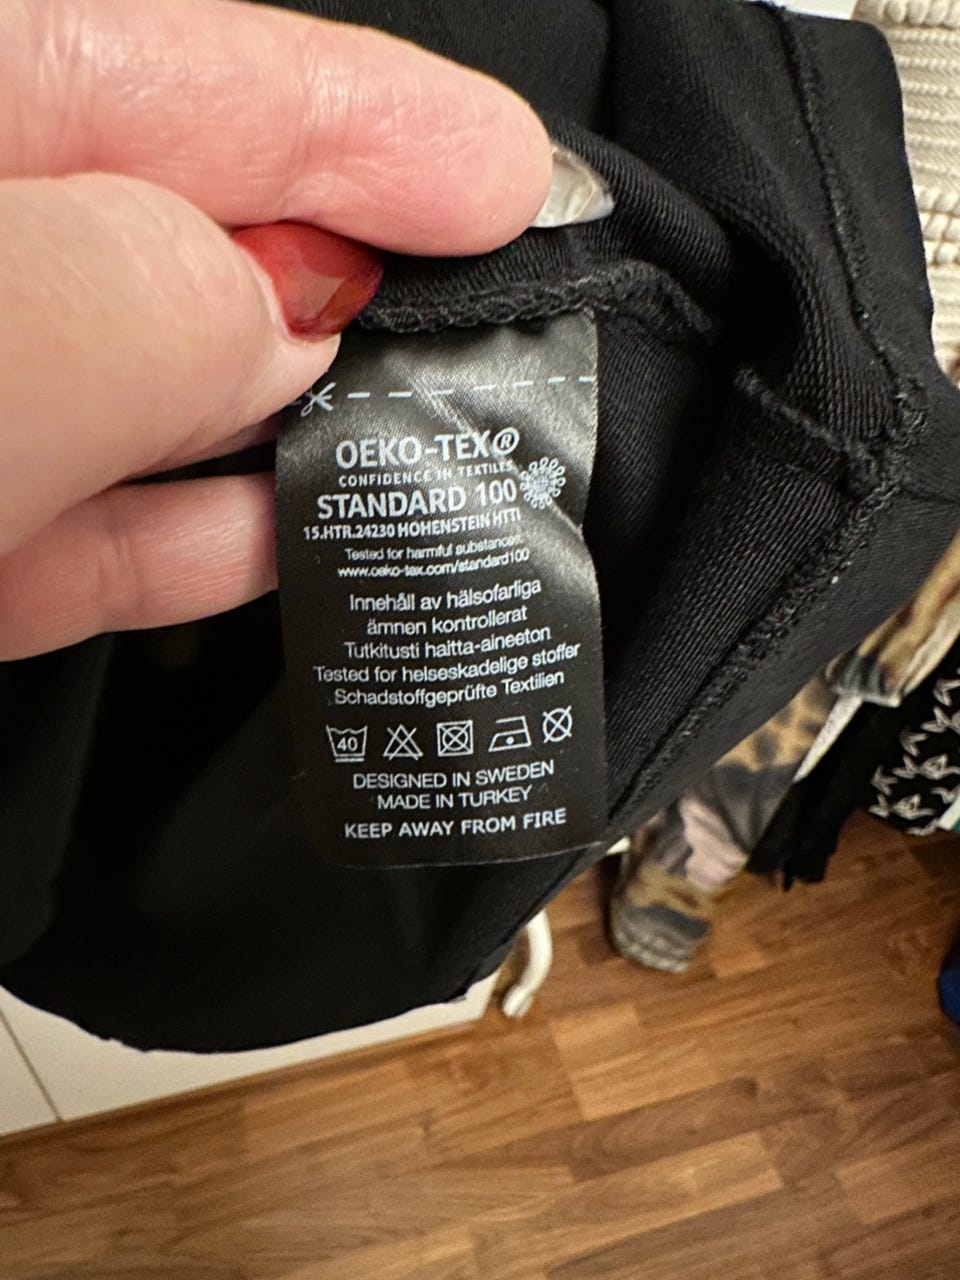 OEKO-TEX®
CONFIDENCE IN TEXTILES
STANDARD 100
15.HTR.24230 HOHENSTEIN HTTI
Tested for harmful substances.
www.oeko-tex.com/standard100
Innehåll av hälsofarliga
ämnen kontrollerat
Tutkitusti haitta-aineeton
Tested for helseskadelige stoffer
Schadstoffgeprüfte Textilien
40
DESIGNED IN SWEDEN
MADE IN TURKEY
KEEP AWAY FROM FIRE